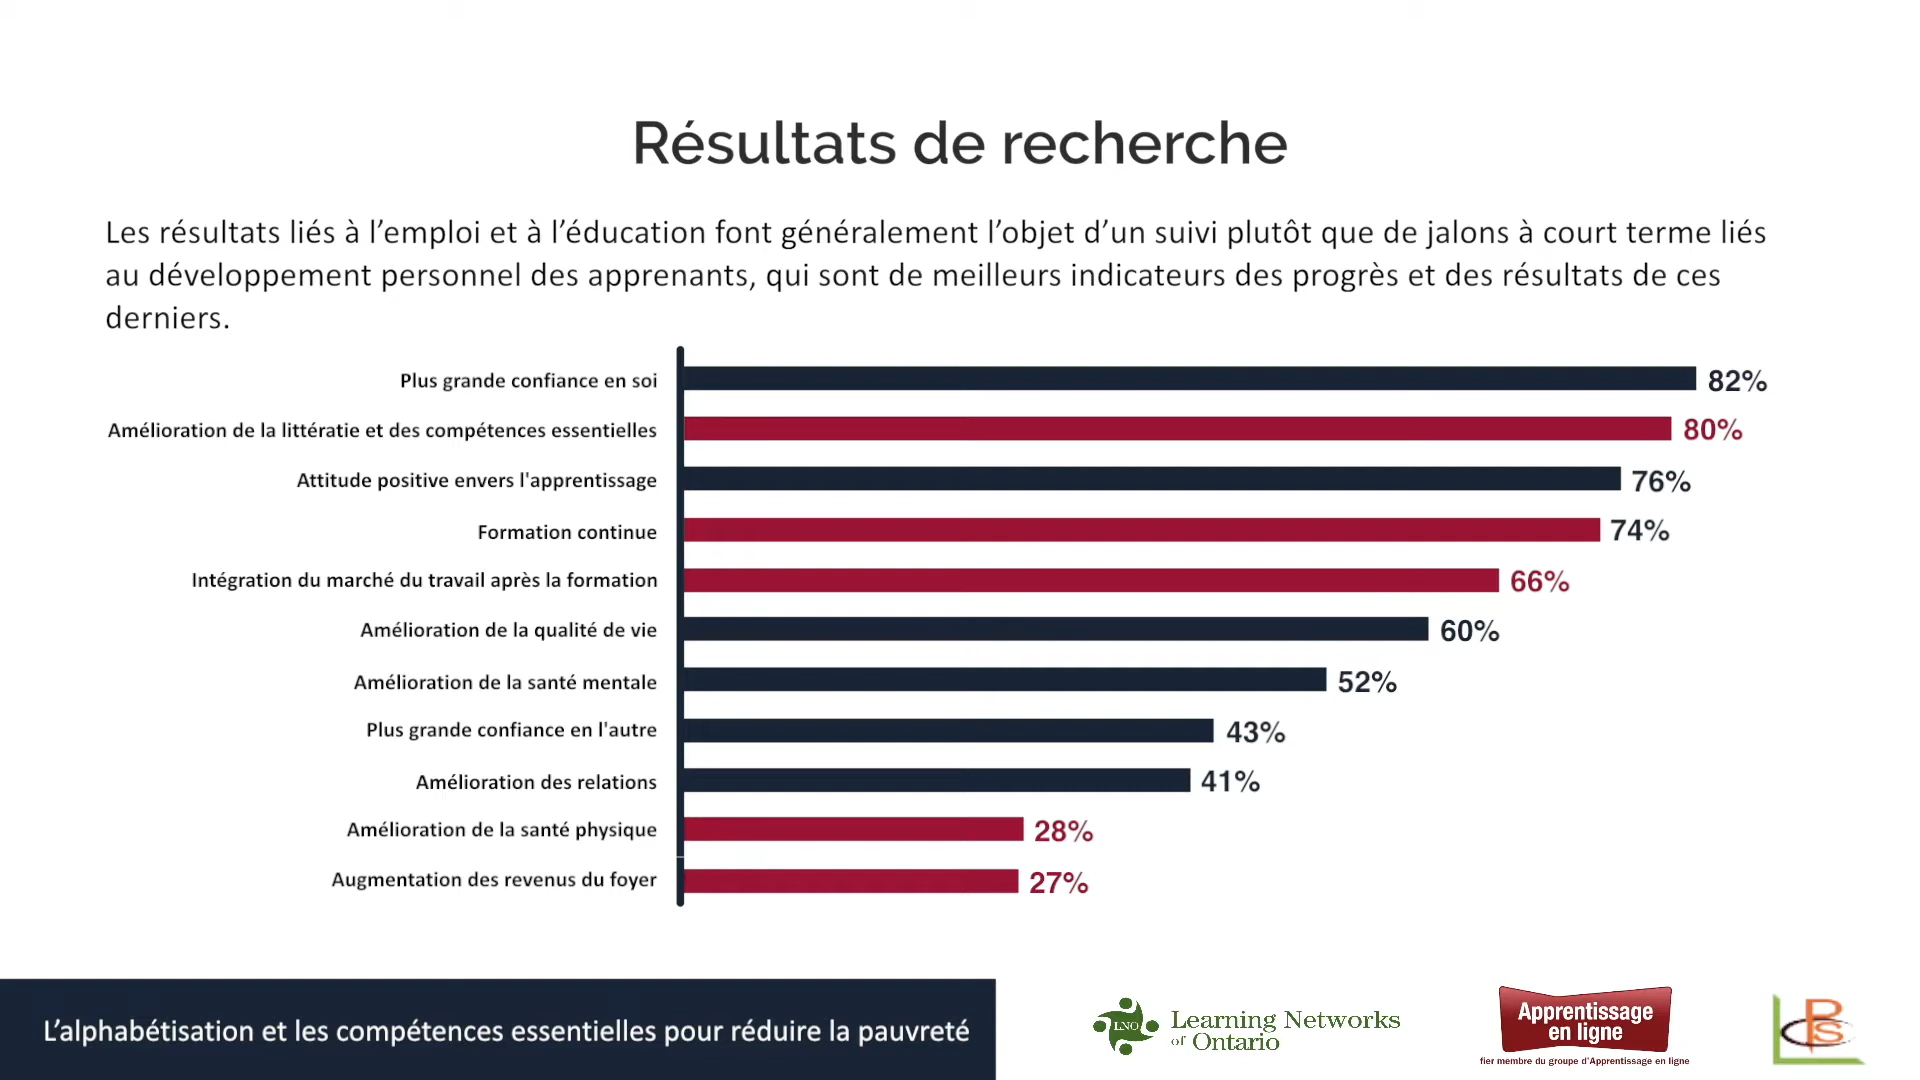 Résultats de recherche
Les résultats liés à l’emploi et à l’éducation font généralement l’objet d’un suivi plutôt que de jalons à court terme liés
au développement personnel des apprenants, qui sont de meilleurs indicateurs des progrès et des résultats de ces
derniers.
Plus grande confiance en soi 82%
Amélioration de la littératie et des compétences essentielles 80%
Attitude positive envers l'apprentissage 76%
Formation continue 74%
Intégration du marché du travail après la formation 66%
Amélioration de la qualité de vie 60%
Amélioration de la santé mentale 52%
Plus grande confiance en l'autre 43%
Amélioration des relations 41%
Amélioration de la santé physique 28%
Augmentation des revenus du foyer 27%
L’alphabétisation et les compétences essentielles pour réduire la pauvreté
LNO
Learning Networks
of Ontario
Apprentissage
en ligne
fier membre du groupe d'Apprentissage en ligne